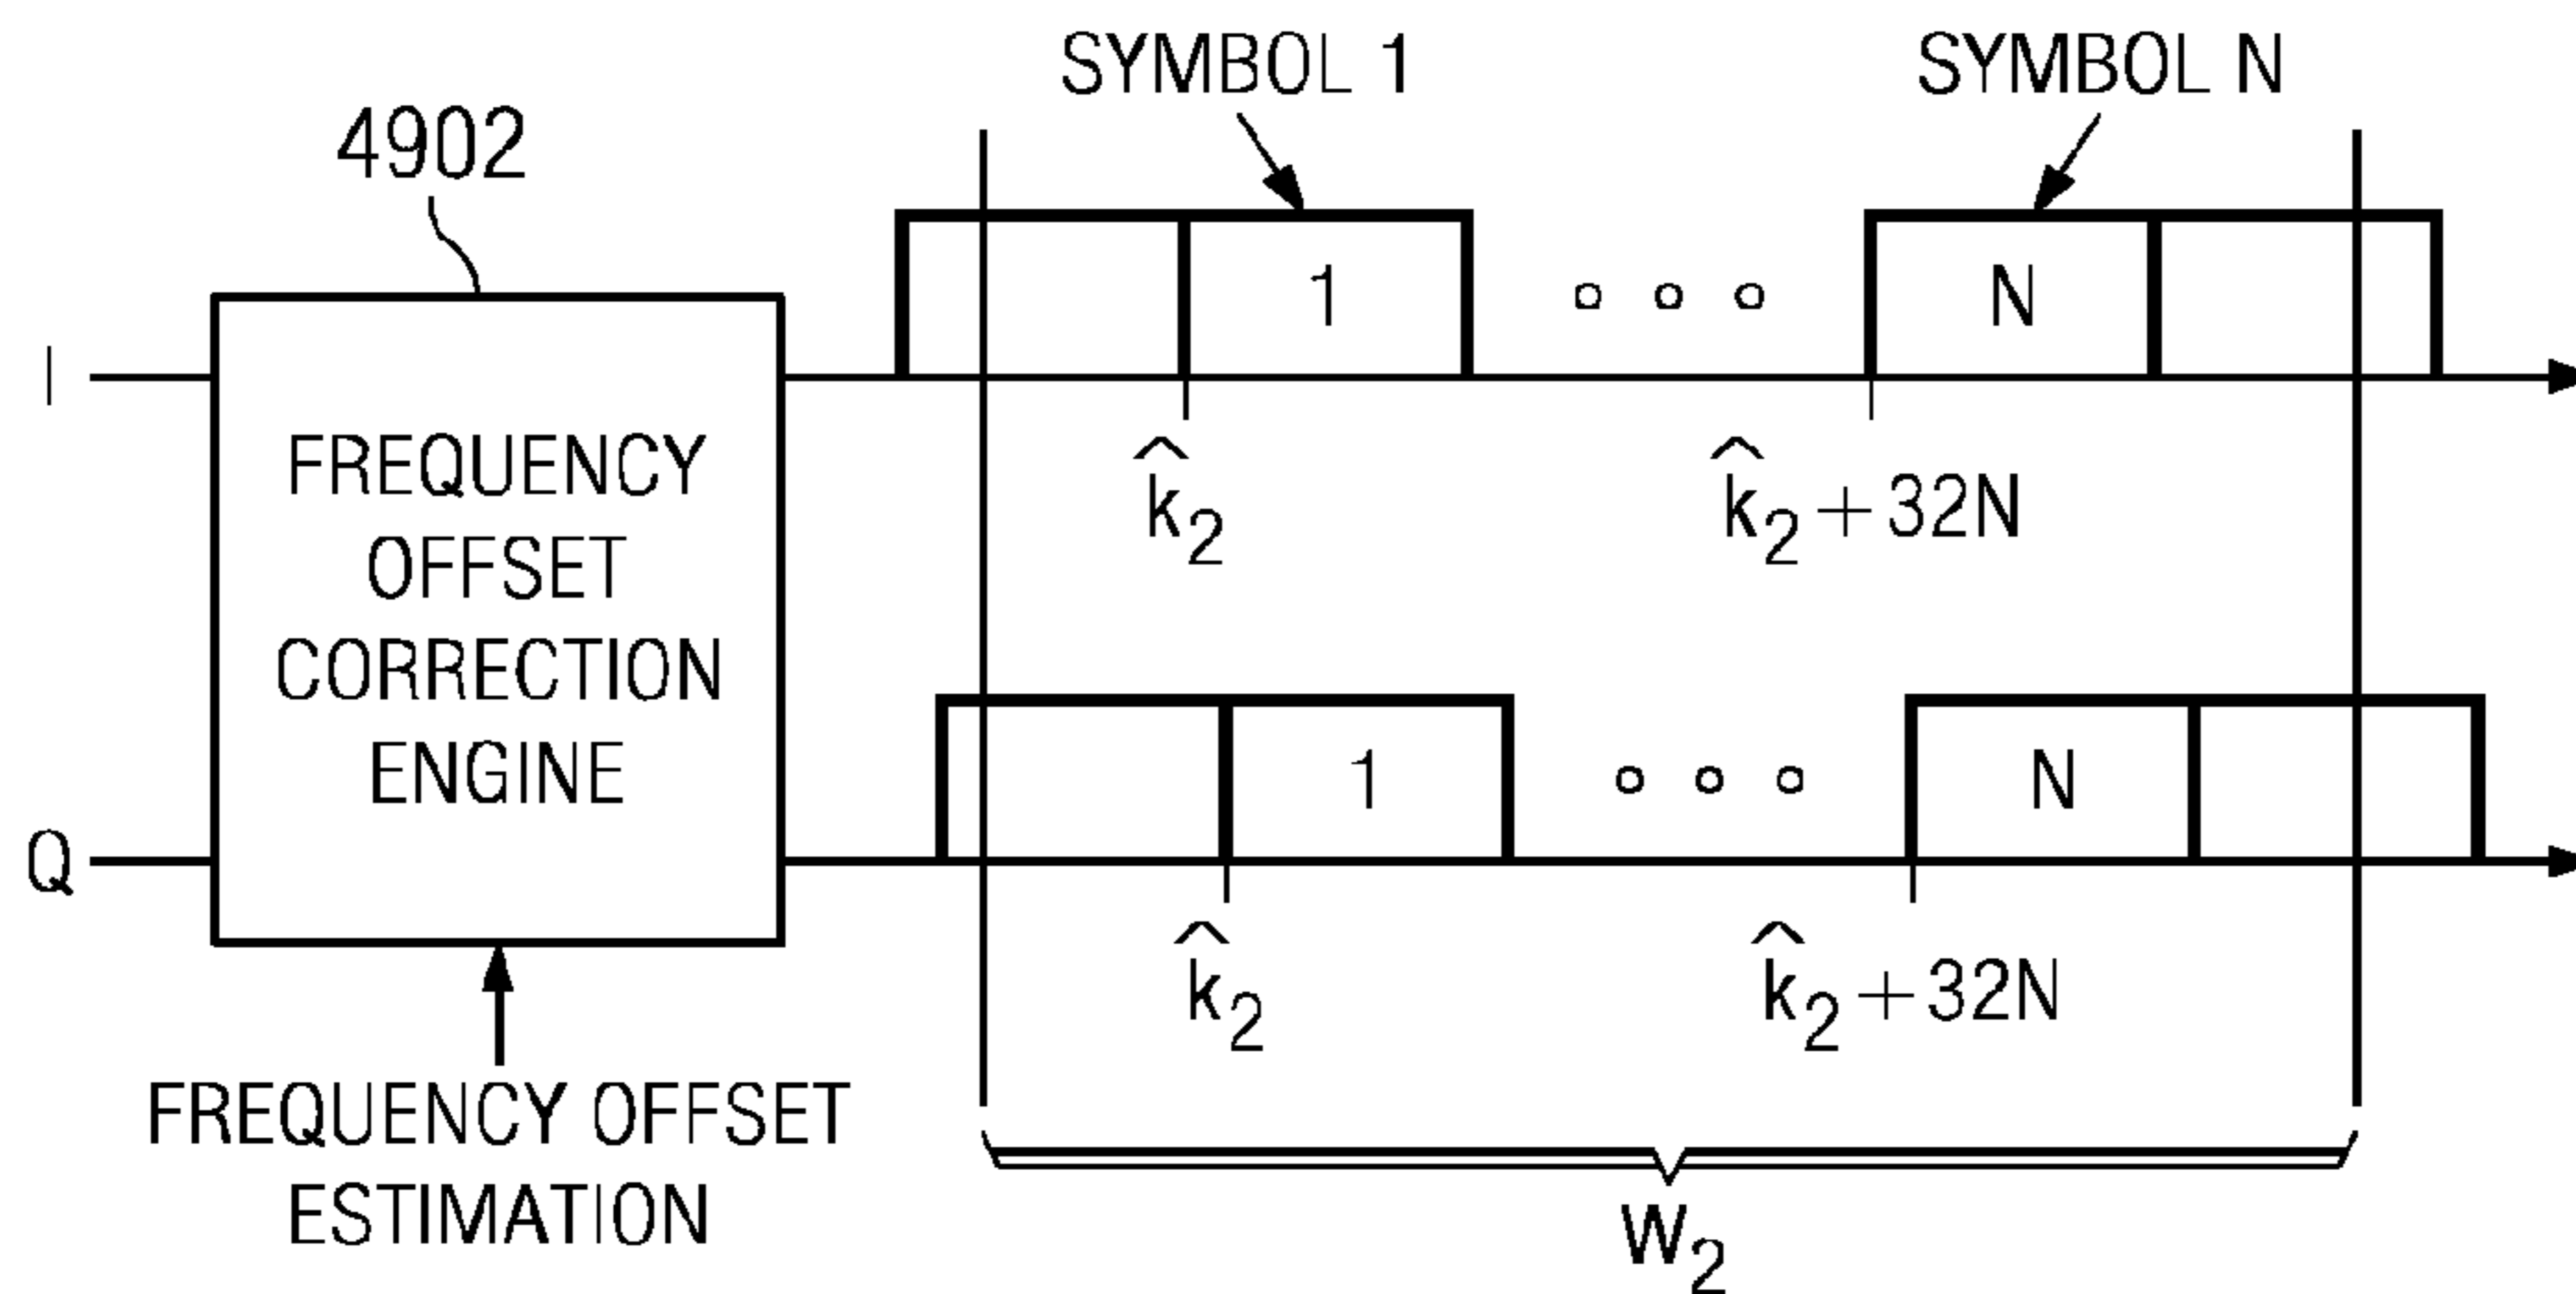 SYMBOL 1
SYMBOL N
4902
1
N
I
k̂₂
k̂₂+32N
FREQUENCY
OFFSET
CORRECTION
ENGINE
1
N
Q
k̂₂
k̂₂+32N
FREQUENCY OFFSET
ESTIMATION
W₂